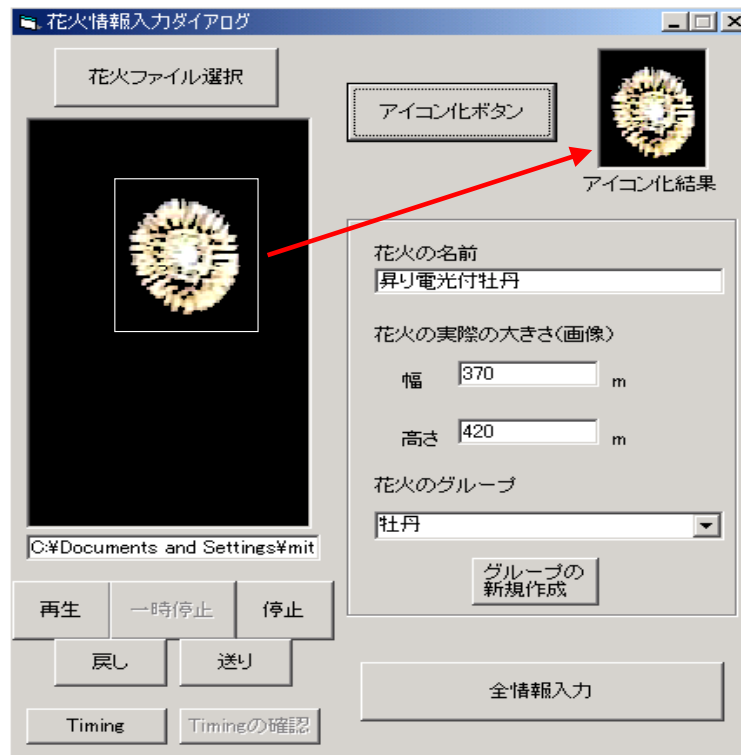 花火情報入力ダイアログ
花火ファイル選択
アイコン化ボタン
アイコン化結果
花火の名前
昇り電光付牡丹
花火の実際の大きさ(画像)
幅 370 m
高さ 420 m
花火のグループ
牡丹
グループの
新規作成
C:¥Documents and Settings¥mit
再生 一時停止 停止
戻し 送り
Timing Timingの確認
全情報入力